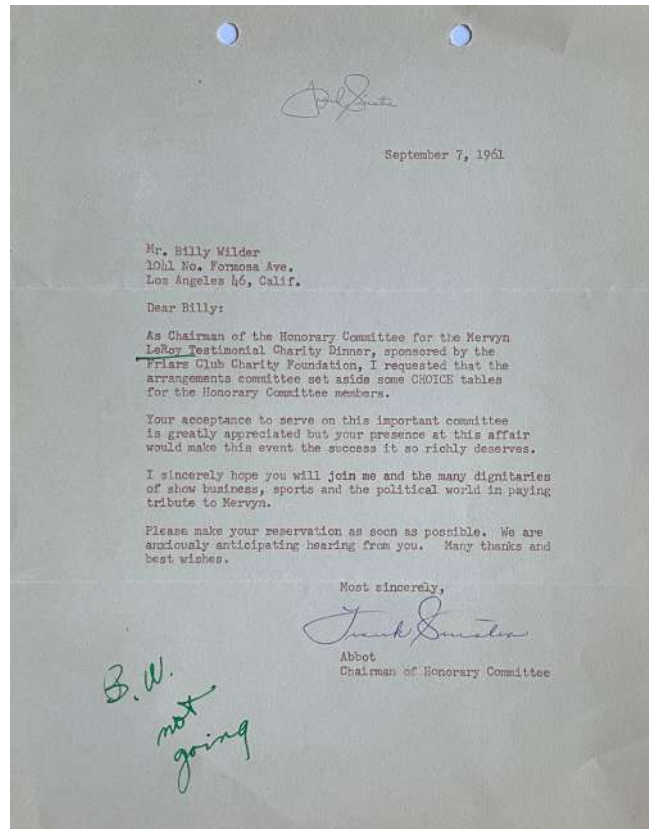 Frank Sinatra
September 7, 1961
Mr. Billy Wilder
1041 No. Formosa Ave.
Los Angeles 46, Calif.
Dear Billy:
As Chairman of the Honorary Committee for the Mervyn
LeRoy Testimonial Charity Dinner, sponsored by the
Friars Club Charity Foundation, I requested that the
arrangements committee set aside some CHOICE tables
for the Honorary Committee members.
Your acceptance to serve on this important committee
is greatly appreciated but your presence at this affair
would make this event the success it so richly deserves.
I sincerely hope you will join me and the many dignitaries
of show business, sports and the political world in paying
tribute to Mervyn.
Please make your reservation as soon as possible. We are
anxiously anticipating hearing from you. Many thanks and
best wishes.
Most sincerely,
Frank Sinatra
Abbot
Chairman of Honorary Committee
B.W.
not
going